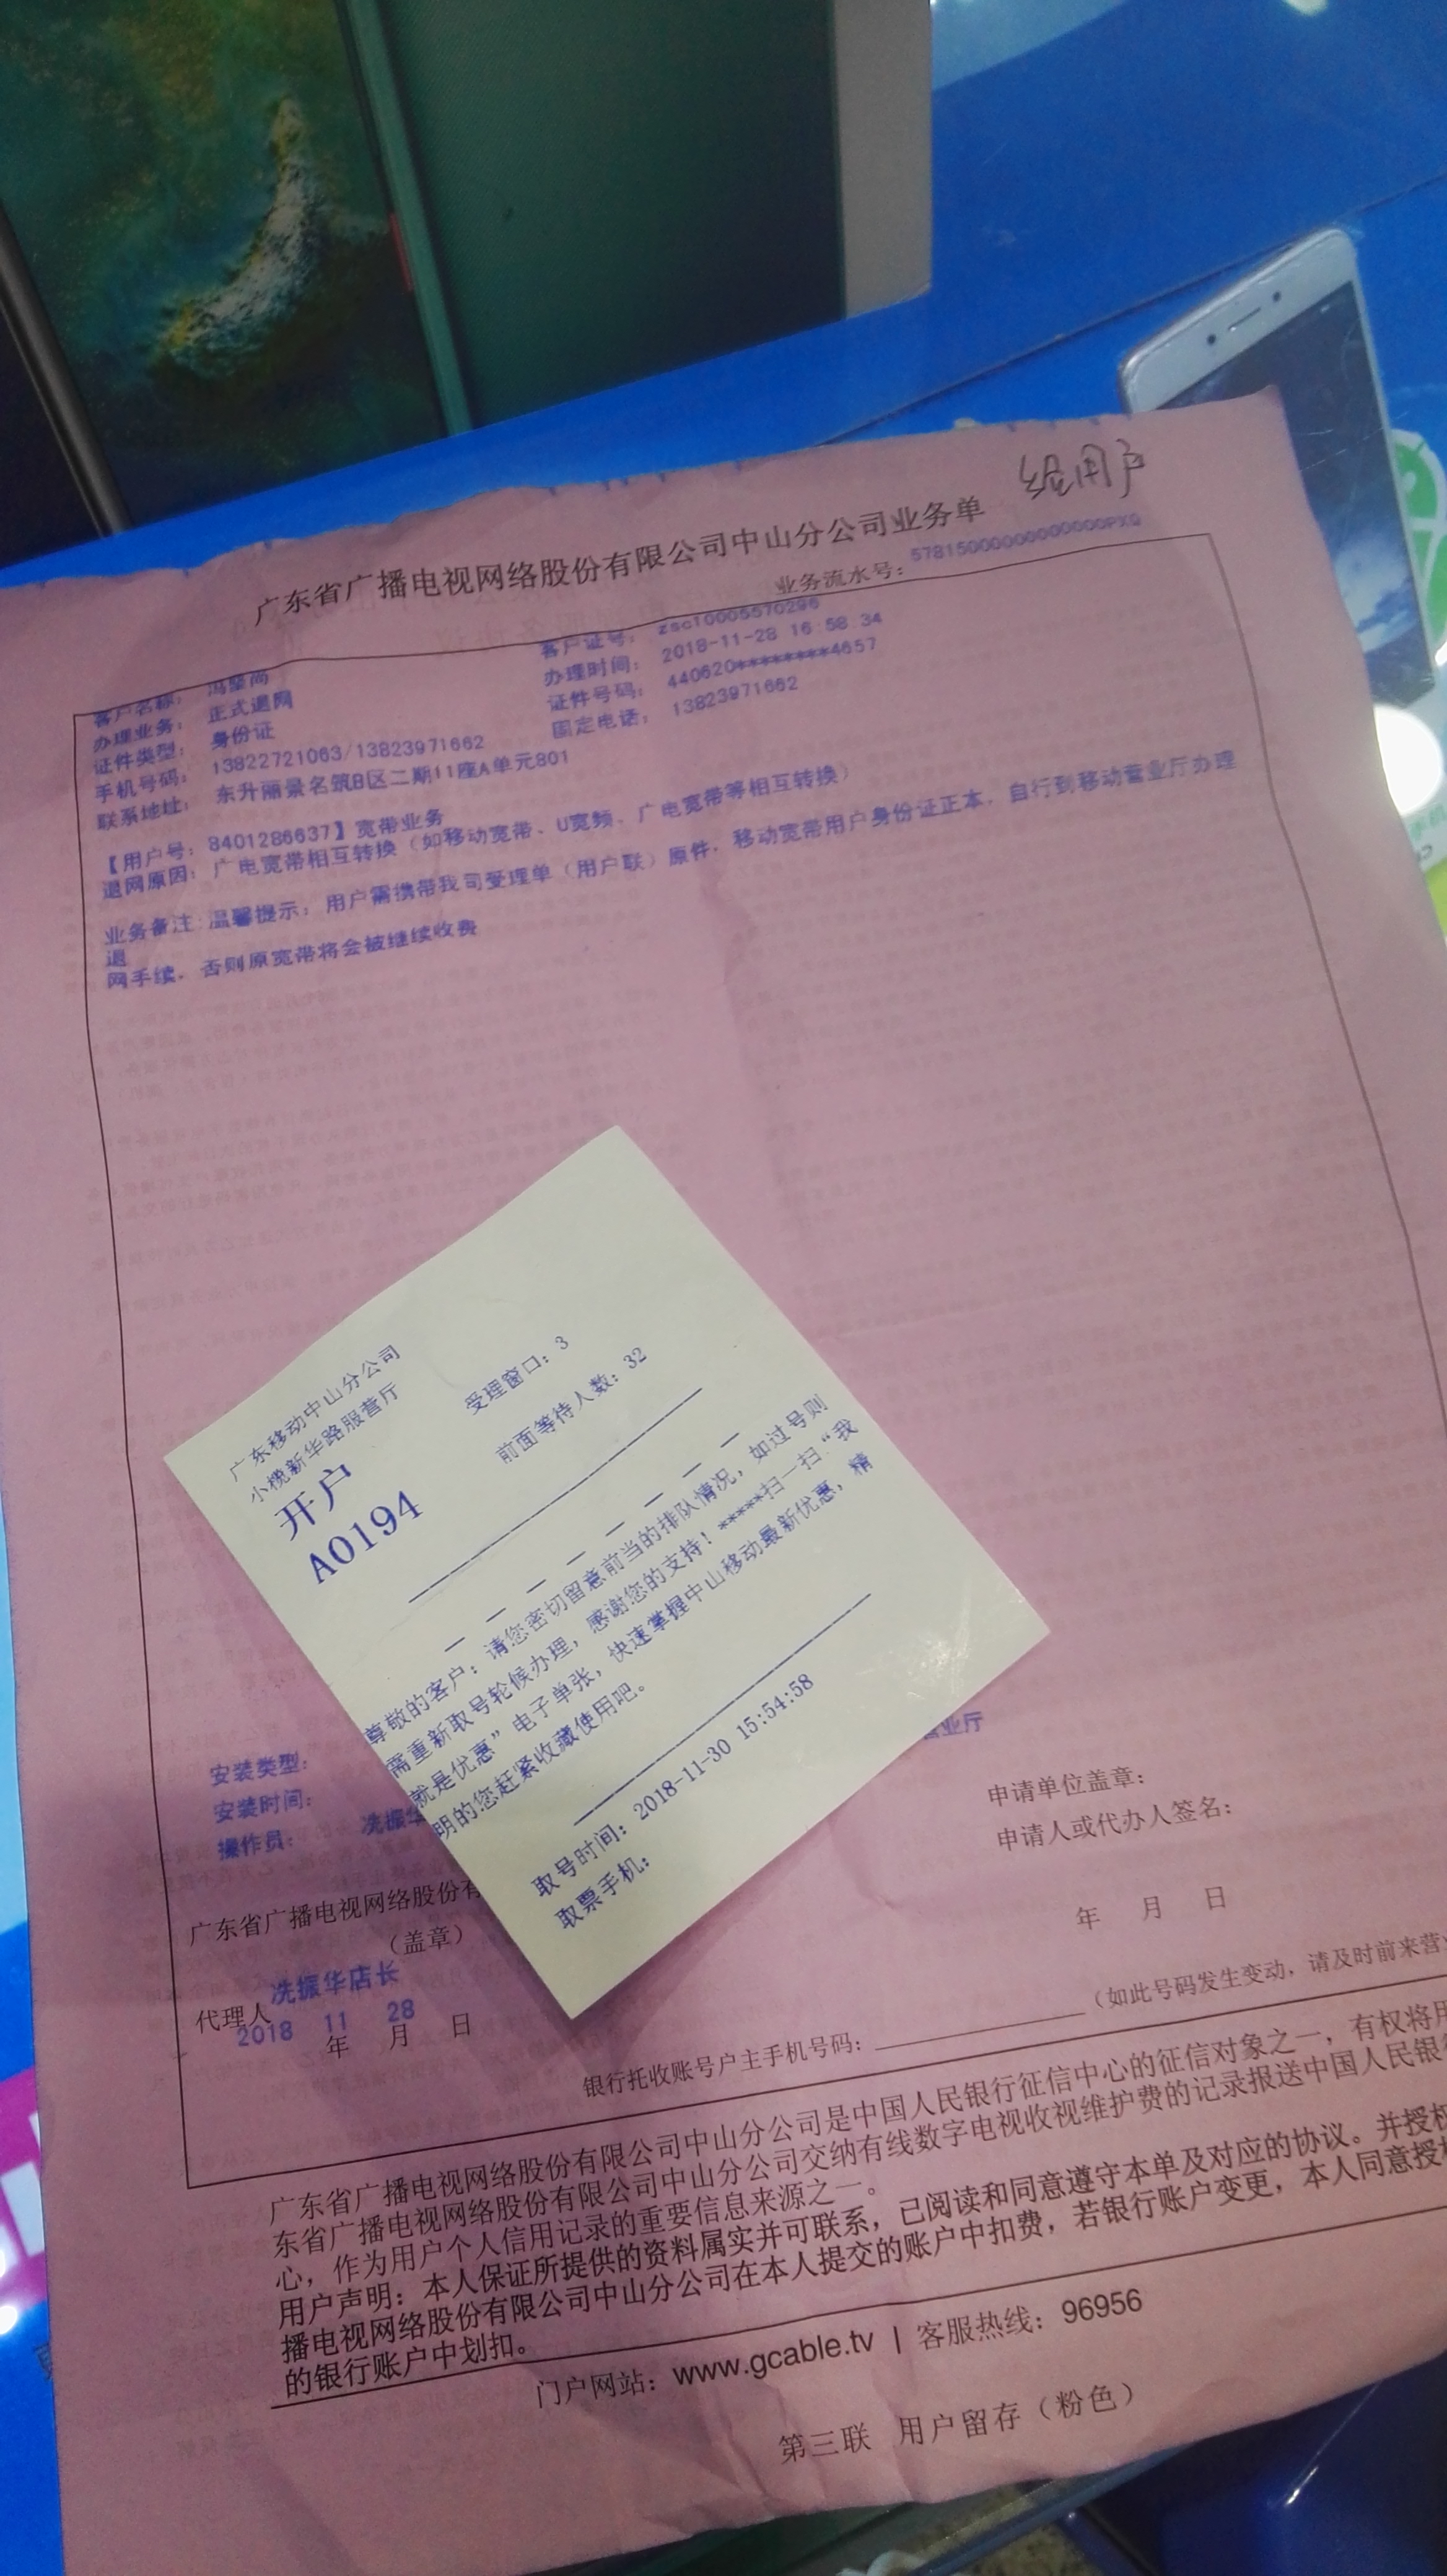 给用户
广东省广播电视网络股份有限公司中山分公司业务单
业务流水号：578150000000000000PXG
客户名称：
客户证号：zsc10005570296
办理业务：正式退网
办理时间：2018-11-28 16:58:34
证件类型：身份证
证件号码：440620********4657
手机号码：13822721063/13823971662
固定电话：13823971662
联系地址：东升丽景名筑B区二期11座A单元801
【用户号：8401286637】宽带业务
退网原因：广电宽带相互转换（如移动宽带、U宽频、广电宽带等相互转换）
业务备注：温馨提示：用户需携带我司受理单（用户联）原件，移动宽带用户身份证正本，自行到移动营业厅办理
退
网手续，否则原宽带将会被继续收费
广东移动中山分公司
小榄新华路服营厅
受理窗口：3
开户
前面等待人数：32
A0194
尊敬的客户：请您密切留意前当的排队情况，如过号则
需重新取号轮候办理，感谢您的支持！*****扫一扫“我
就是优惠”电子单张，快速掌握中山移动最新优惠，精
明的您赶紧收藏使用吧。
取号时间：2018-11-30 15:54:58
取票手机：
安装类型：
营业厅
安装时间：
操作员：冼振华
申请单位盖章：
申请人或代办人签名：
广东省广播电视网络股份有
（盖章）
年 月 日
代理人 冼振华店长
2018 年 11 月 28 日
银行托收账号户主手机号码：（如此号码发生变动，请及时前来营
广东省广播电视网络股份有限公司中山分公司是中国人民银行征信中心的征信对象之一，有权将用
东省广播电视网络股份有限公司中山分公司交纳有线数字电视收视维护费的记录报送中国人民银
心，作为用户个人信用记录的重要信息来源之一。
用户声明：本人保证所提供的资料属实并可联系，已阅读和同意遵守本单及对应的协议。并授权
播电视网络股份有限公司中山分公司在本人提交的账户中扣费，若银行账户变更，本人同意授权
的银行账户中划扣。
门户网站：www.gcable.tv | 客服热线：96956
第三联 用户留存（粉色）